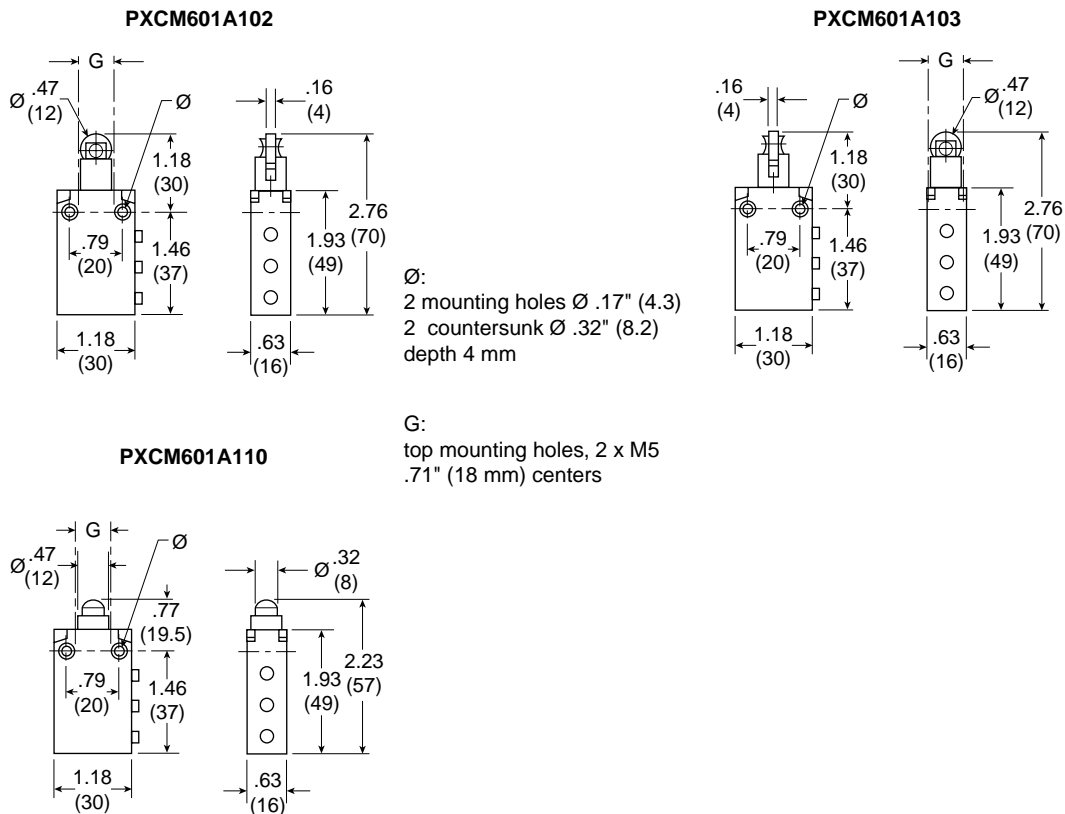 PXCM601A102
G
Ø .47
(12)
Ø
1.18
(30)
.79
(20)
1.46
(37)
1.18
(30)
.16
(4)
2.76
(70)
1.93
(49)
.63
(16)
PXCM601A103
.16
(4)
Ø
1.18
(30)
.79
(20)
1.46
(37)
1.18
(30)
G
Ø .47
(12)
2.76
(70)
1.93
(49)
.63
(16)
Ø:
2 mounting holes Ø .17" (4.3)
2 countersunk Ø .32" (8.2)
depth 4 mm
G:
top mounting holes, 2 x M5
.71" (18 mm) centers
PXCM601A110
G
Ø .47
(12)
Ø
.77
(19.5)
.79
(20)
1.46
(37)
1.18
(30)
Ø .32
(8)
2.23
(57)
1.93
(49)
.63
(16)